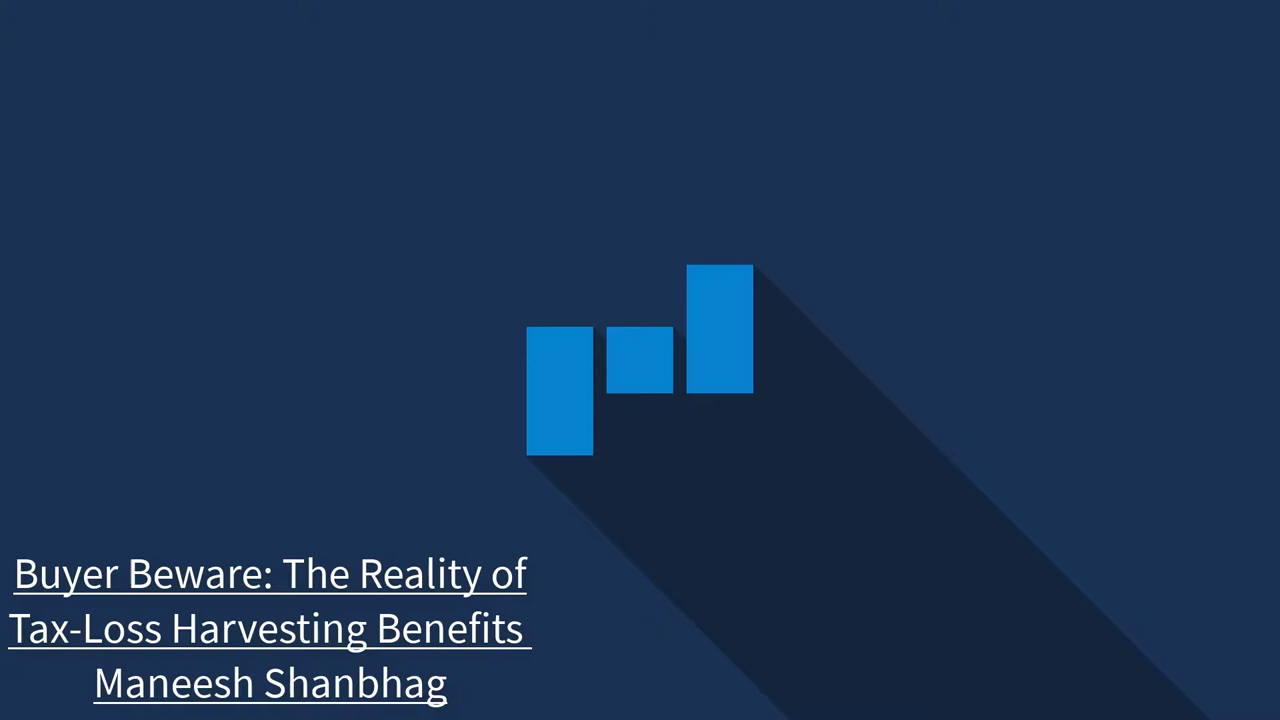 Buyer Beware: The Reality of
Tax-Loss Harvesting Benefits
Maneesh Shanbhag